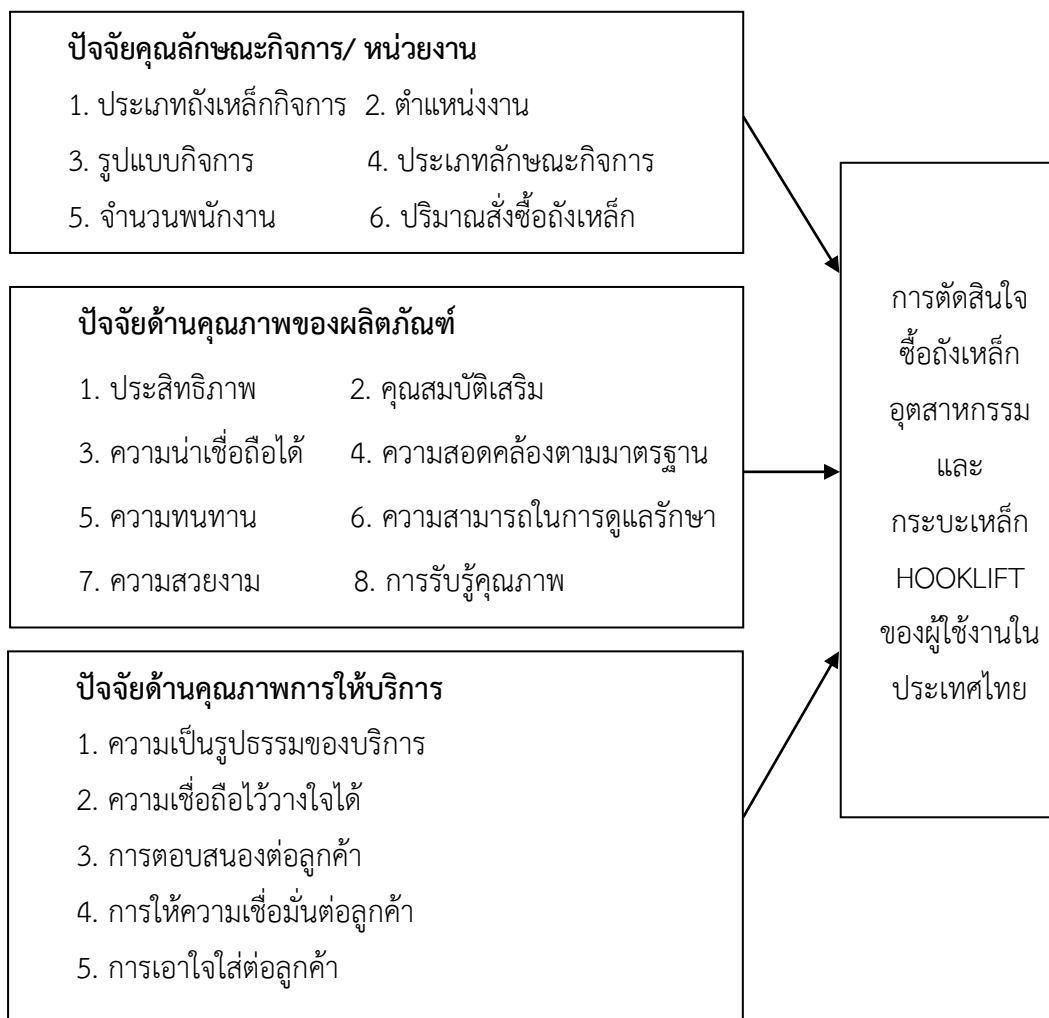 ปัจจัยคุณลักษณะกิจการ/ หน่วยงาน
1. ประเภทถังเหล็กกิจการ 2. ตำแหน่งงาน
3. รูปแบบกิจการ 4. ประเภทลักษณะกิจการ
5. จำนวนพนักงาน 6. ปริมาณสั่งซื้อถังเหล็ก
ปัจจัยด้านคุณภาพของผลิตภัณฑ์
1. ประสิทธิภาพ 2. คุณสมบัติเสริม
3. ความน่าเชื่อถือได้ 4. ความสอดคล้องตามมาตรฐาน
5. ความทนทาน 6. ความสามารถในการดูแลรักษา
7. ความสวยงาม 8. การรับรู้คุณภาพ
ปัจจัยด้านคุณภาพการให้บริการ
1. ความเป็นรูปธรรมของบริการ
2. ความเชื่อถือไว้วางใจได้
3. การตอบสนองต่อลูกค้า
4. การให้ความเชื่อมั่นต่อลูกค้า
5. การเอาใจใส่ต่อลูกค้า
การตัดสินใจ
ซื้อถังเหล็ก
อุตสาหกรรม
และ
กระบะเหล็ก
HOOKLIFT
ของผู้ใช้งานใน
ประเทศไทย